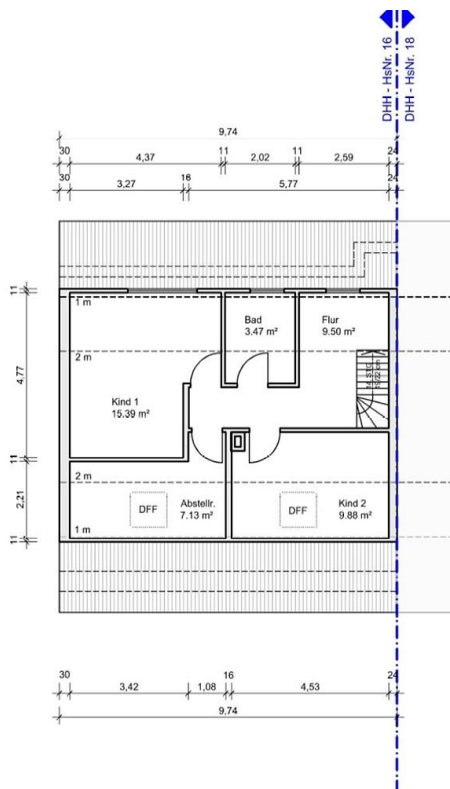 DHH - HsNr. 16
DHH - HsNr. 18
9,74
30 11 11 24
4,37 2,02 2,59
30 16 24
3,27 5,77
11
4,77
11
2,21
11
1 m
2 m
Bad
3.47 m²
Flur
9.50 m²
Kind 1
15.39 m²
2 m
DFF
Abstellr.
7.13 m²
DFF
Kind 2
9.88 m²
1 m
30 16 24
3,42 1,08 4,53
9,74